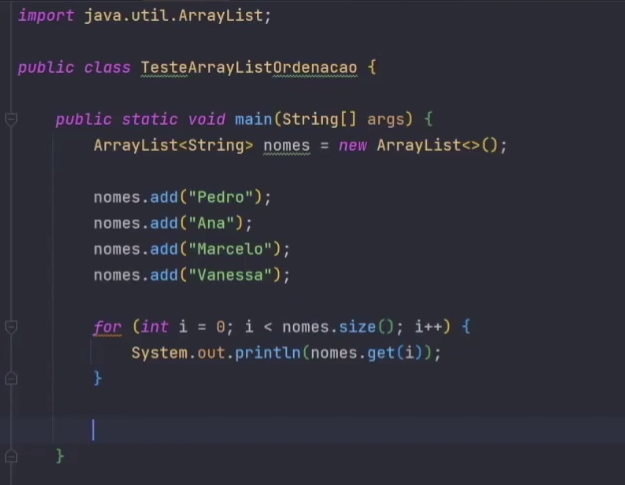 import java.util.ArrayList;
public class TesteArrayListOrdenacao {
public static void main(String[] args) {
ArrayList<String> nomes = new ArrayList<>();
nomes.add("Pedro");
nomes.add("Ana");
nomes.add("Marcelo");
nomes.add("Vanessa");
for (int i = 0; i < nomes.size(); i++) {
System.out.println(nomes.get(i));
}
}